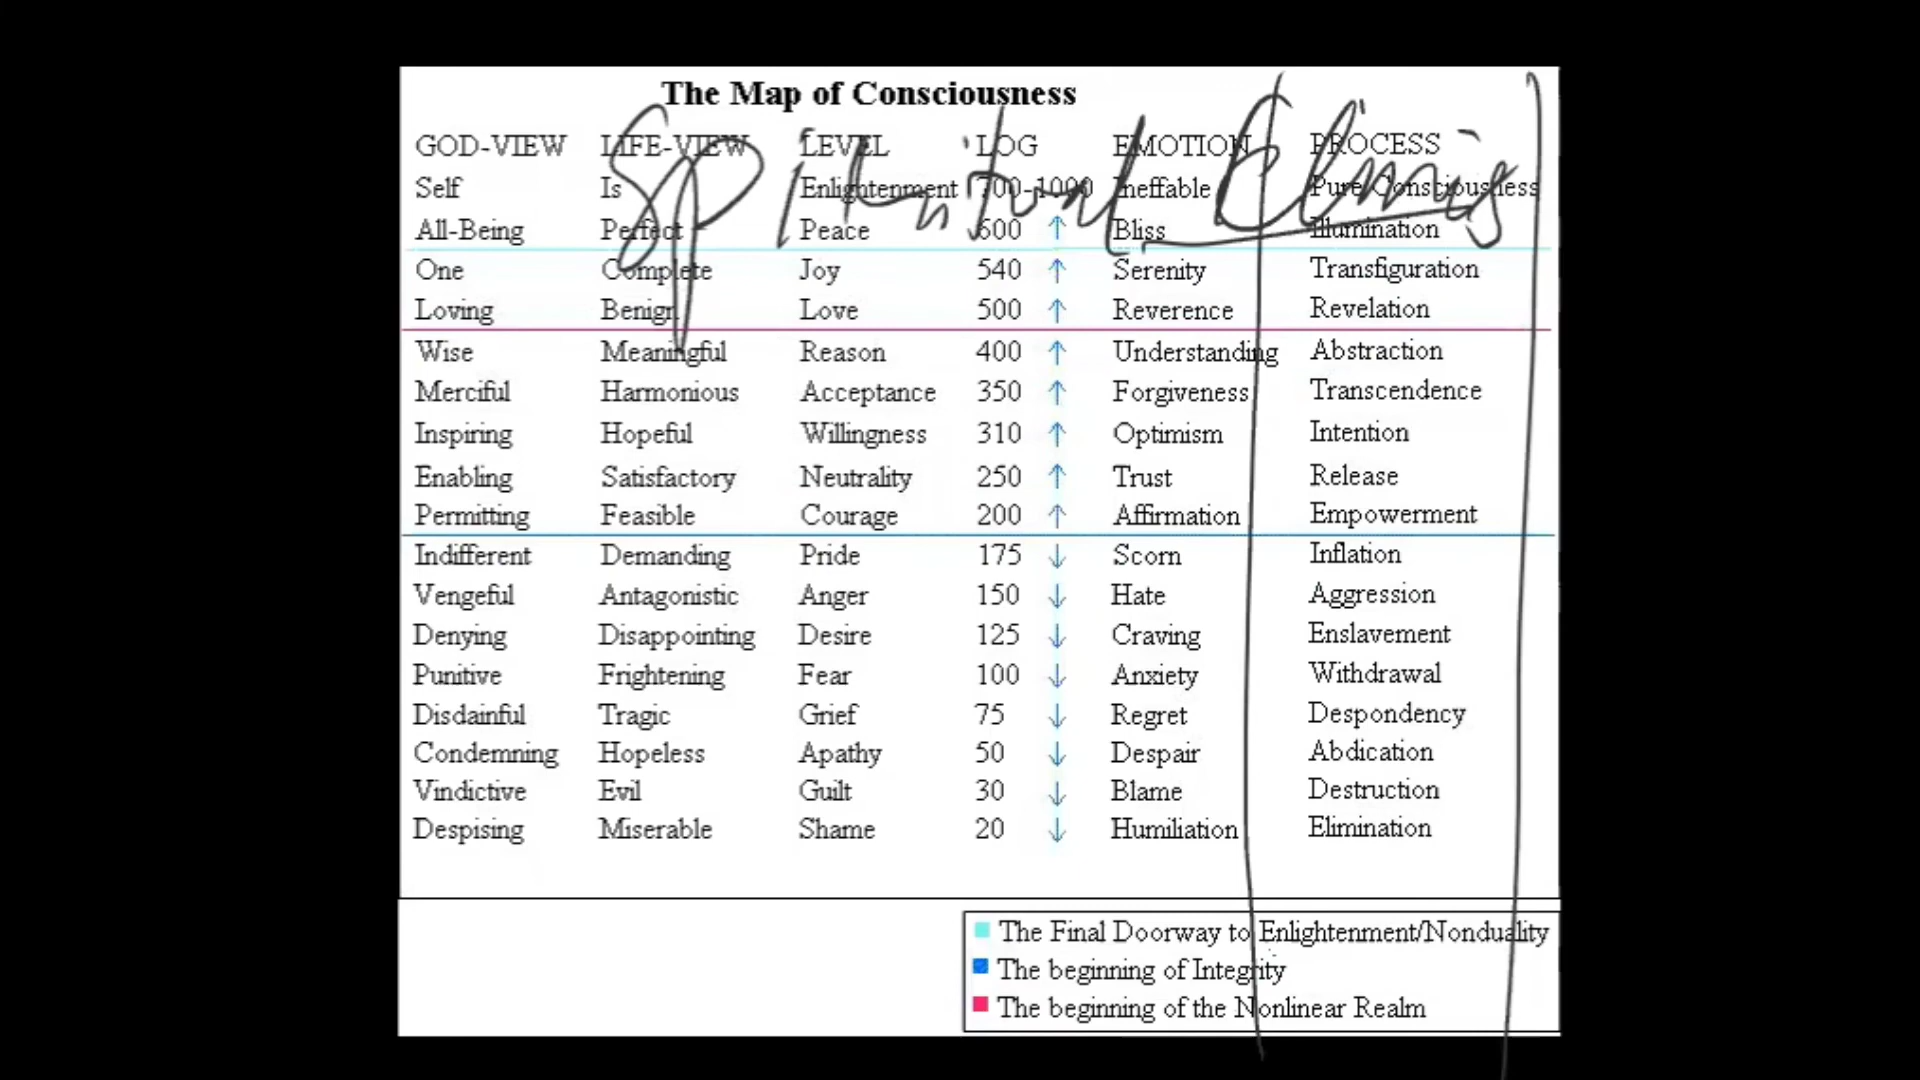 The Map of Consciousness
GOD-VIEW LIFE-VIEW LEVEL LOG EMOTION PROCESS
Self Is Enlightenment 700-1000 Ineffable Pure Consciousness
All-Being Perfect Peace 600 ↑ Bliss Illumination
One Complete Joy 540 ↑ Serenity Transfiguration
Loving Benign Love 500 ↑ Reverence Revelation
Wise Meaningful Reason 400 ↑ Understanding Abstraction
Merciful Harmonious Acceptance 350 ↑ Forgiveness Transcendence
Inspiring Hopeful Willingness 310 ↑ Optimism Intention
Enabling Satisfactory Neutrality 250 ↑ Trust Release
Permitting Feasible Courage 200 ↑ Affirmation Empowerment
Indifferent Demanding Pride 175 ↓ Scorn Inflation
Vengeful Antagonistic Anger 150 ↓ Hate Aggression
Denying Disappointing Desire 125 ↓ Craving Enslavement
Punitive Frightening Fear 100 ↓ Anxiety Withdrawal
Disdainful Tragic Grief 75 ↓ Regret Despondency
Condemning Hopeless Apathy 50 ↓ Despair Abdication
Vindictive Evil Guilt 30 ↓ Blame Destruction
Despising Miserable Shame 20 ↓ Humiliation Elimination
The Final Doorway to Enlightenment/Nonduality
The beginning of Integrity
The beginning of the Nonlinear Realm